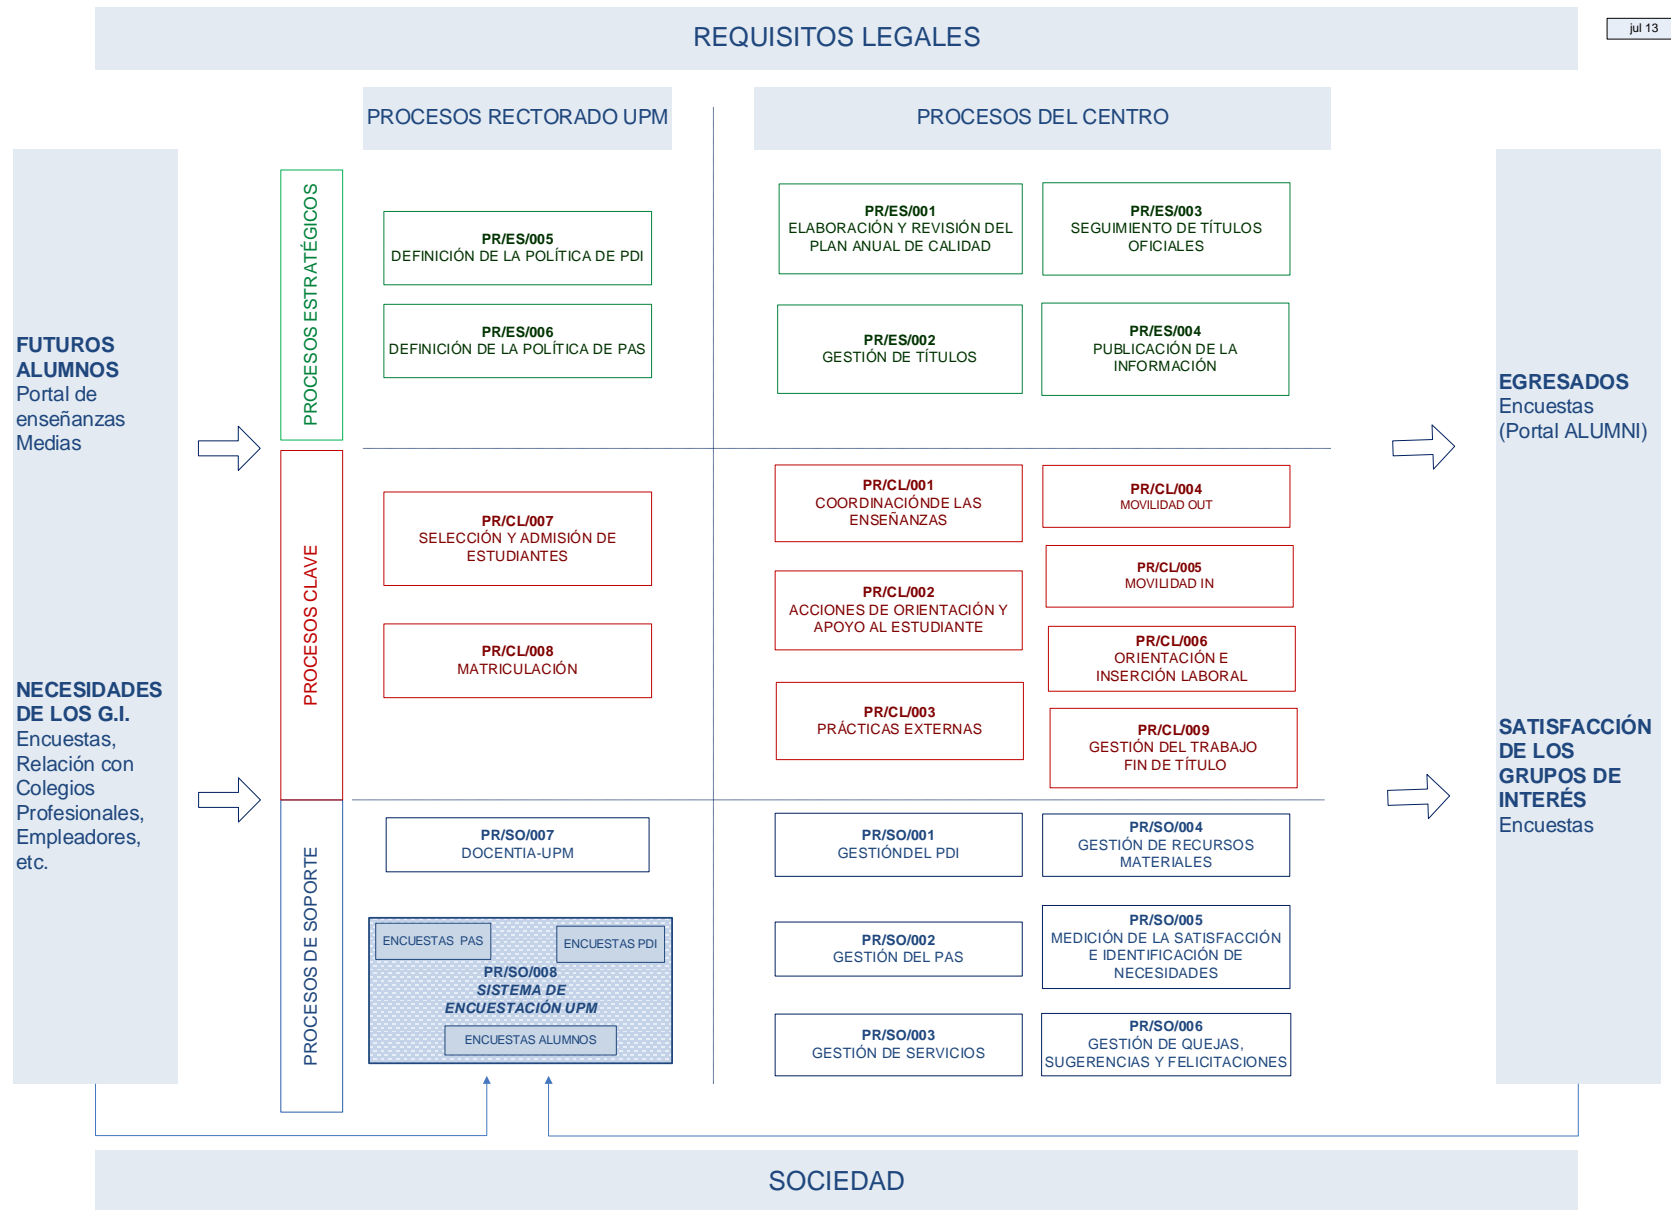 REQUISITOS LEGALES
jul 13
PROCESOS RECTORADO UPM
PROCESOS DEL CENTRO
FUTUROS
ALUMNOS
Portal de
enseñanzas
Medias
NECESIDADES
DE LOS G.I.
Encuestas,
Relación con
Colegios
Profesionales,
Empleadores,
etc.
PROCESOS ESTRATÉGICOS
PR/ES/005
DEFINICIÓN DE LA POLÍTICA DE PDI
PR/ES/006
DEFINICIÓN DE LA POLÍTICA DE PAS
PR/ES/001
ELABORACIÓN Y REVISIÓN DEL
PLAN ANUAL DE CALIDAD
PR/ES/003
SEGUIMIENTO DE TÍTULOS
OFICIALES
PR/ES/002
GESTIÓN DE TÍTULOS
PR/ES/004
PUBLICACIÓN DE LA
INFORMACIÓN
PROCESOS CLAVE
PR/CL/007
SELECCIÓN Y ADMISIÓN DE
ESTUDIANTES
PR/CL/008
MATRICULACIÓN
PR/CL/001
COORDINACIÓNDE LAS
ENSEÑANZAS
PR/CL/004
MOVILIDAD OUT
PR/CL/005
MOVILIDAD IN
PR/CL/002
ACCIONES DE ORIENTACIÓN Y
APOYO AL ESTUDIANTE
PR/CL/006
ORIENTACIÓN E
INSERCIÓN LABORAL
PR/CL/003
PRÁCTICAS EXTERNAS
PR/CL/009
GESTIÓN DEL TRABAJO
FIN DE TÍTULO
PROCESOS DE SOPORTE
PR/SO/007
DOCENTIA-UPM
ENCUESTAS PAS
ENCUESTAS PDI
PR/SO/008
SISTEMA DE
ENCUESTACIÓN UPM
ENCUESTAS ALUMNOS
PR/SO/001
GESTIÓNDEL PDI
PR/SO/004
GESTIÓN DE RECURSOS
MATERIALES
PR/SO/002
GESTIÓN DEL PAS
PR/SO/005
MEDICIÓN DE LA SATISFACCIÓN
E IDENTIFICACIÓN DE
NECESIDADES
PR/SO/003
GESTIÓN DE SERVICIOS
PR/SO/006
GESTIÓN DE QUEJAS,
SUGERENCIAS Y FELICITACIONES
EGRESADOS
Encuestas
(Portal ALUMNI)
SATISFACCIÓN
DE LOS
GRUPOS DE
INTERÉS
Encuestas
SOCIEDAD